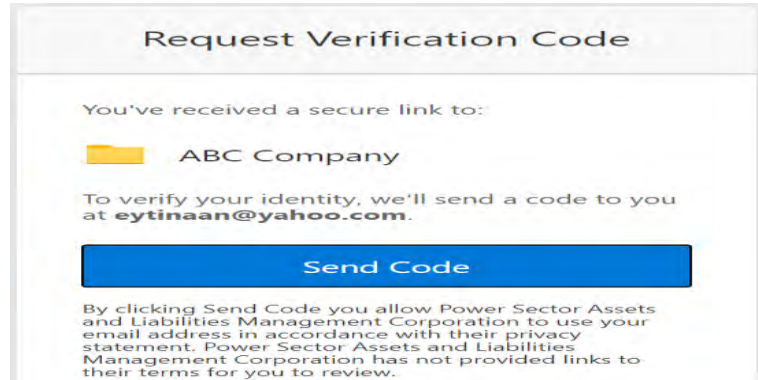 Request Verification Code
You've received a secure link to:
ABC Company
To verify your identity, we'll send a code to you
at eytinaan@yahoo.com.
Send Code
By clicking Send Code you allow Power Sector Assets
and Liabilities Management Corporation to use your
email address in accordance with their privacy
statement. Power Sector Assets and Liabilities
Management Corporation has not provided links to
their terms for you to review.